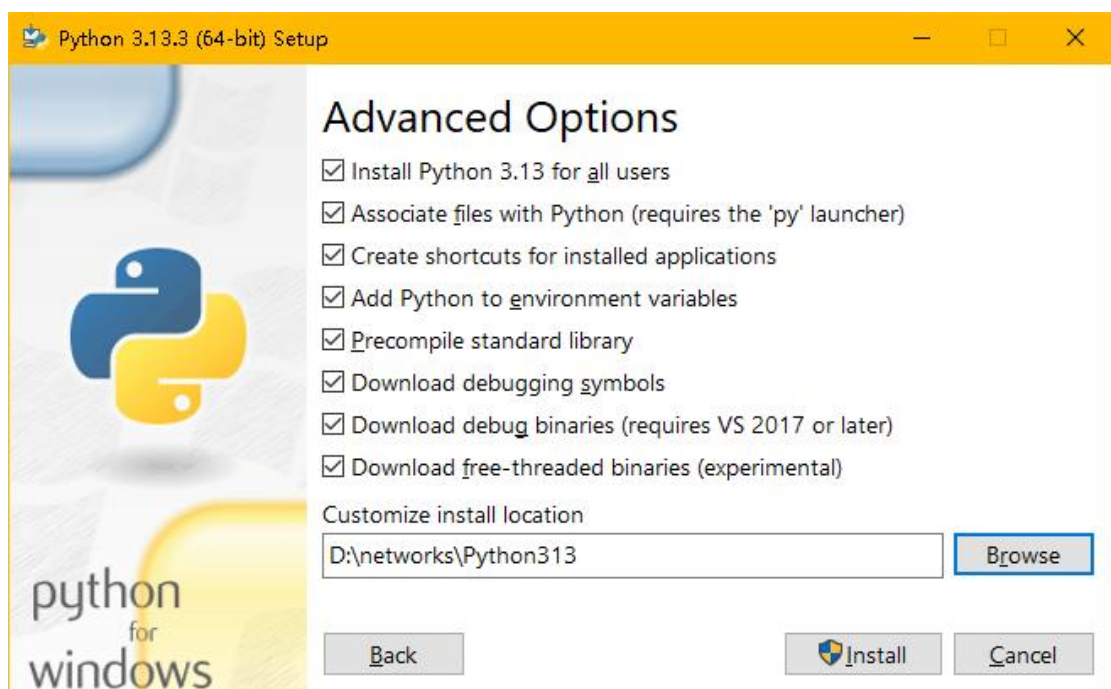 Python 3.13.3 (64-bit) Setup
Advanced Options
Install Python 3.13 for all users
Associate files with Python (requires the 'py' launcher)
Create shortcuts for installed applications
Add Python to environment variables
Precompile standard library
Download debugging symbols
Download debug binaries (requires VS 2017 or later)
Download free-threaded binaries (experimental)
Customize install location
D:\networks\Python313
Browse
python
for
windows
Back
Install
Cancel